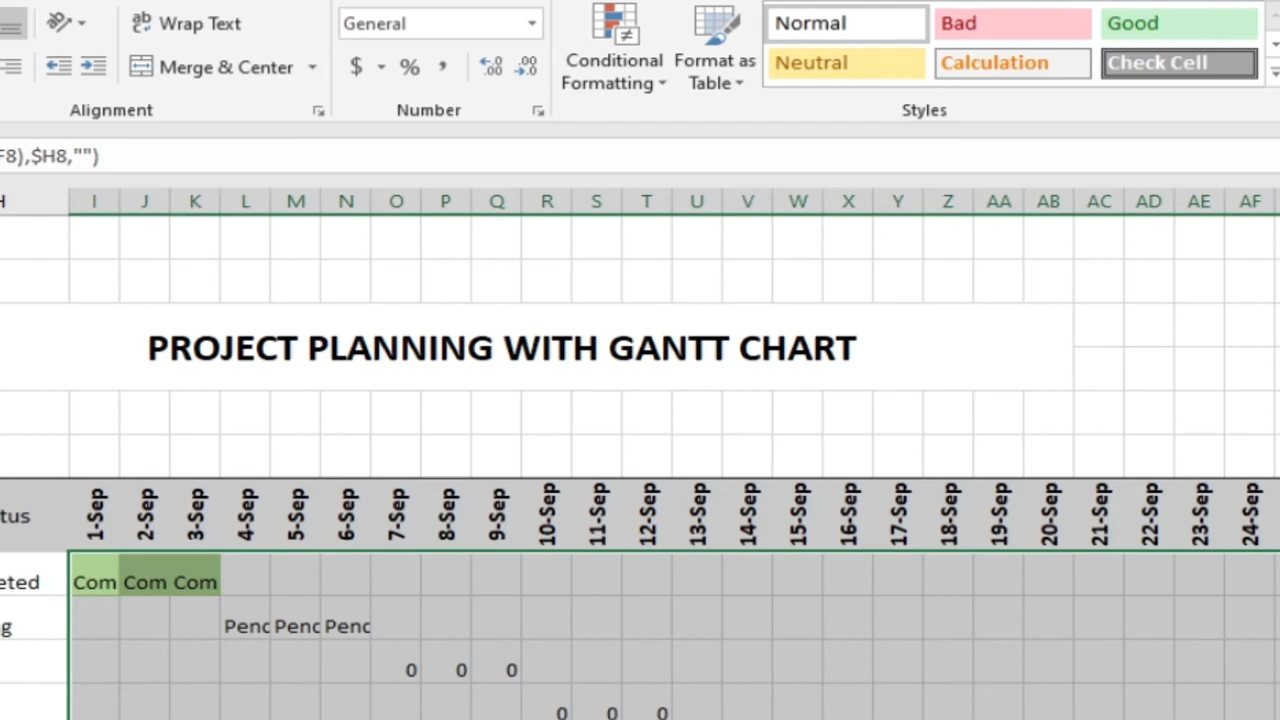 ab Wrap Text
General
Normal
Bad
Good
Merge & Center
$ % ,
Conditional
Formatting
Format as
Table
Neutral
Calculation
Check Cell
Alignment
Number
Styles
F8),$H8,"")
H I J K L M N O P Q R S T U V W X Y Z AA AB AC AD AE AF
PROJECT PLANNING WITH GANTT CHART
tus 1-Sep 2-Sep 3-Sep 4-Sep 5-Sep 6-Sep 7-Sep 8-Sep 9-Sep 10-Sep 11-Sep 12-Sep 13-Sep 14-Sep 15-Sep 16-Sep 17-Sep 18-Sep 19-Sep 20-Sep 21-Sep 22-Sep 23-Sep 24-Sep
eted Com Com Com
g Penc Penc Penc
0 0 0
0 0 0